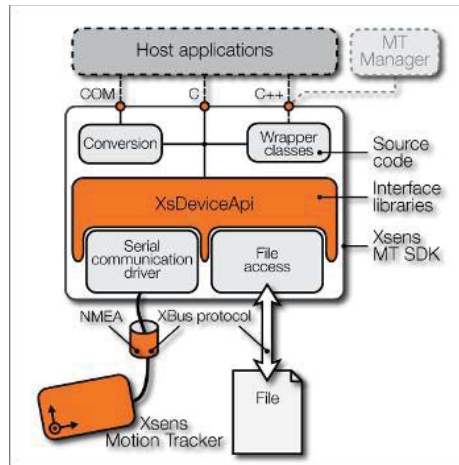 Host applications
MT
Manager
COM
C
C++
Conversion
Wrapper
classes
Source
code
XsDeviceApi
Interface
libraries
Serial
communication
driver
File
access
Xsens
MT SDK
NMEA
XBus protocol
File
Xsens
Motion Tracker